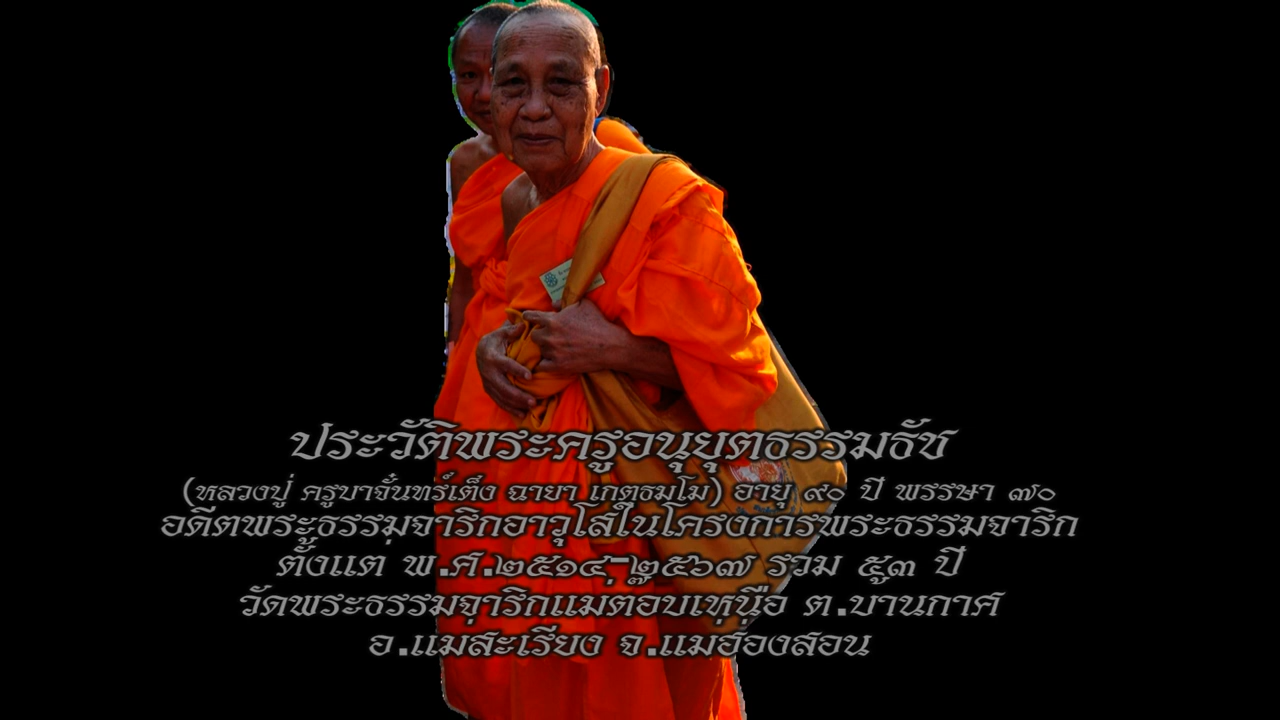 ประวัติพระครูอนุยุตธรรมธัช
(หลวงปู่ ครูบาจั๋นทร์เต็ง ฉายา เกตุธมฺโม) อายุ ๙๐ ปี พรรษา ๗๐
อดีตพระธรรมจาริกอาวุโสในโครงการพระธรรมจาริก
ตั้งแต่ พ.ศ.๒๕๑๔-๒๕๖๗ รวม ๕๓ ปี
วัดพระธรรมจาริกแม่ต๊อบเหนือ ต.บ้านกาศ
อ.แม่สะเรียง จ.แม่ฮ่องสอน